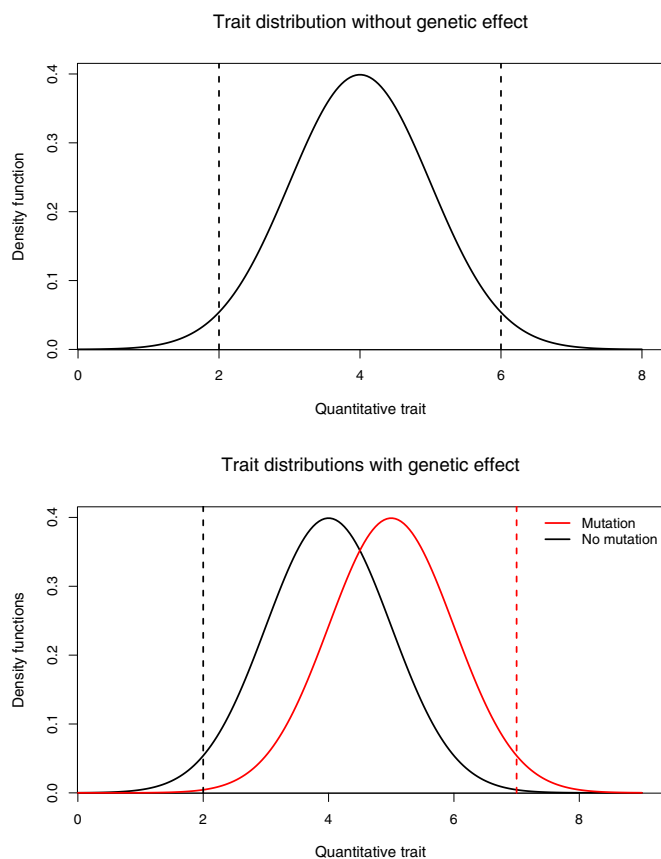 Trait distribution without genetic effect
0.4
0.3
0.2
0.1
0.0
Density function
0 2 4 6 8
Quantitative trait
Trait distributions with genetic effect
Mutation
No mutation
0.4
0.3
0.2
0.1
0.0
Density functions
0 2 4 6 8
Quantitative trait